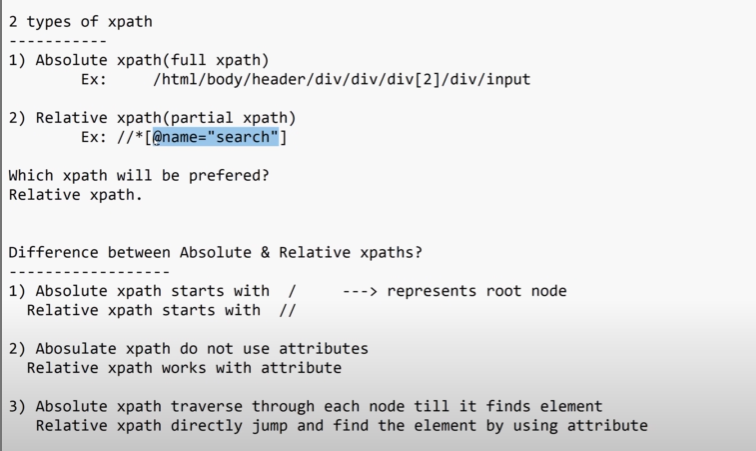 2 types of xpath
-----------
1) Absolute xpath(full xpath)
Ex: /html/body/header/div/div/div[2]/div/input
2) Relative xpath(partial xpath)
Ex: //*[@name="search"]
Which xpath will be prefered?
Relative xpath.
Difference between Absolute & Relative xpaths?
------------------
1) Absolute xpath starts with / ---> represents root node
Relative xpath starts with //
2) Abosulate xpath do not use attributes
Relative xpath works with attribute
3) Absolute xpath traverse through each node till it finds element
Relative xpath directly jump and find the element by using attribute